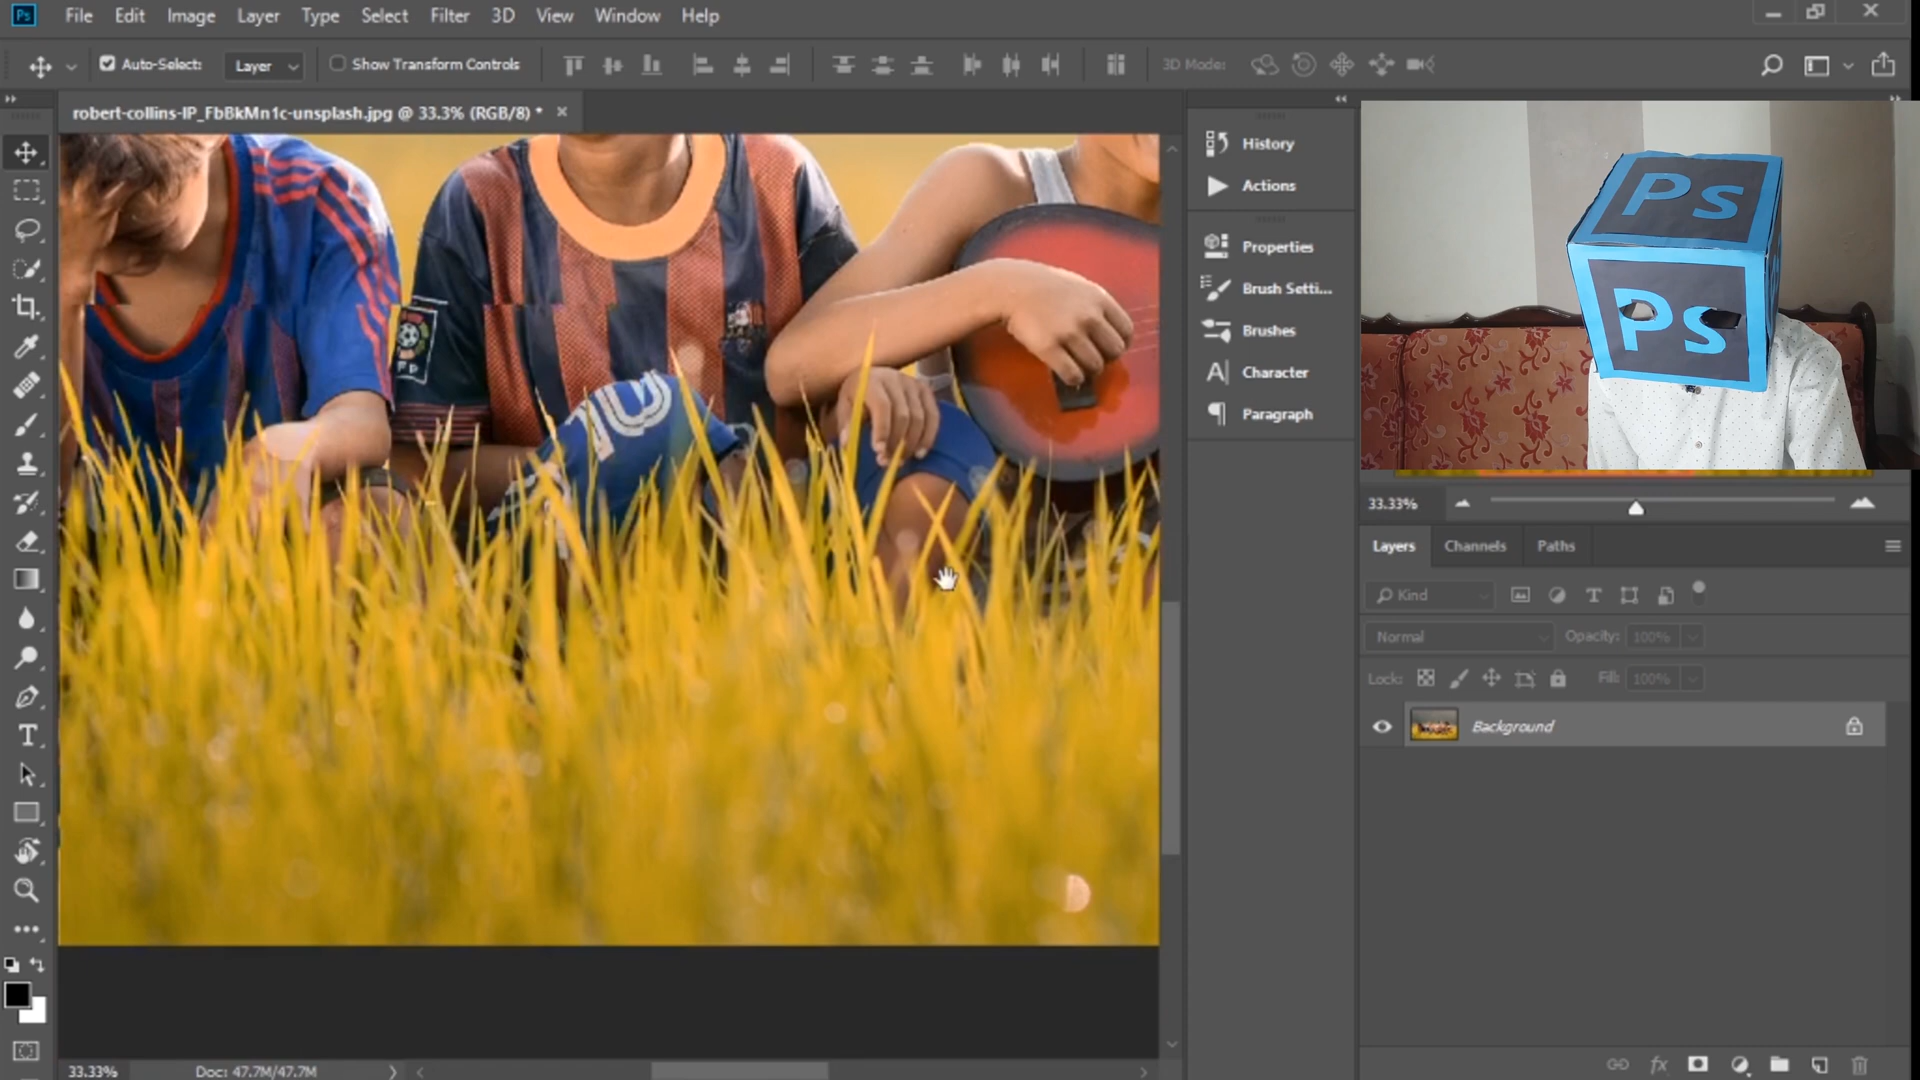 Ps File Edit Image Layer Type Select Filter 3D View Window Help
Auto-Select: Layer Show Transform Controls 3D Mode:
robert-collins-IP_FbBkMn1c-unsplash.jpg @ 33.3% (RGB/8) *
History
Actions
Properties
Brush Setti...
Brushes
Character
Paragraph
Ps
Ps
10
FP
33.33%
Layers Channels Paths
Kind
Normal Opacity: 100%
Lock: Fill: 100%
Background
33.33% Doc: 47.7M/47.7M